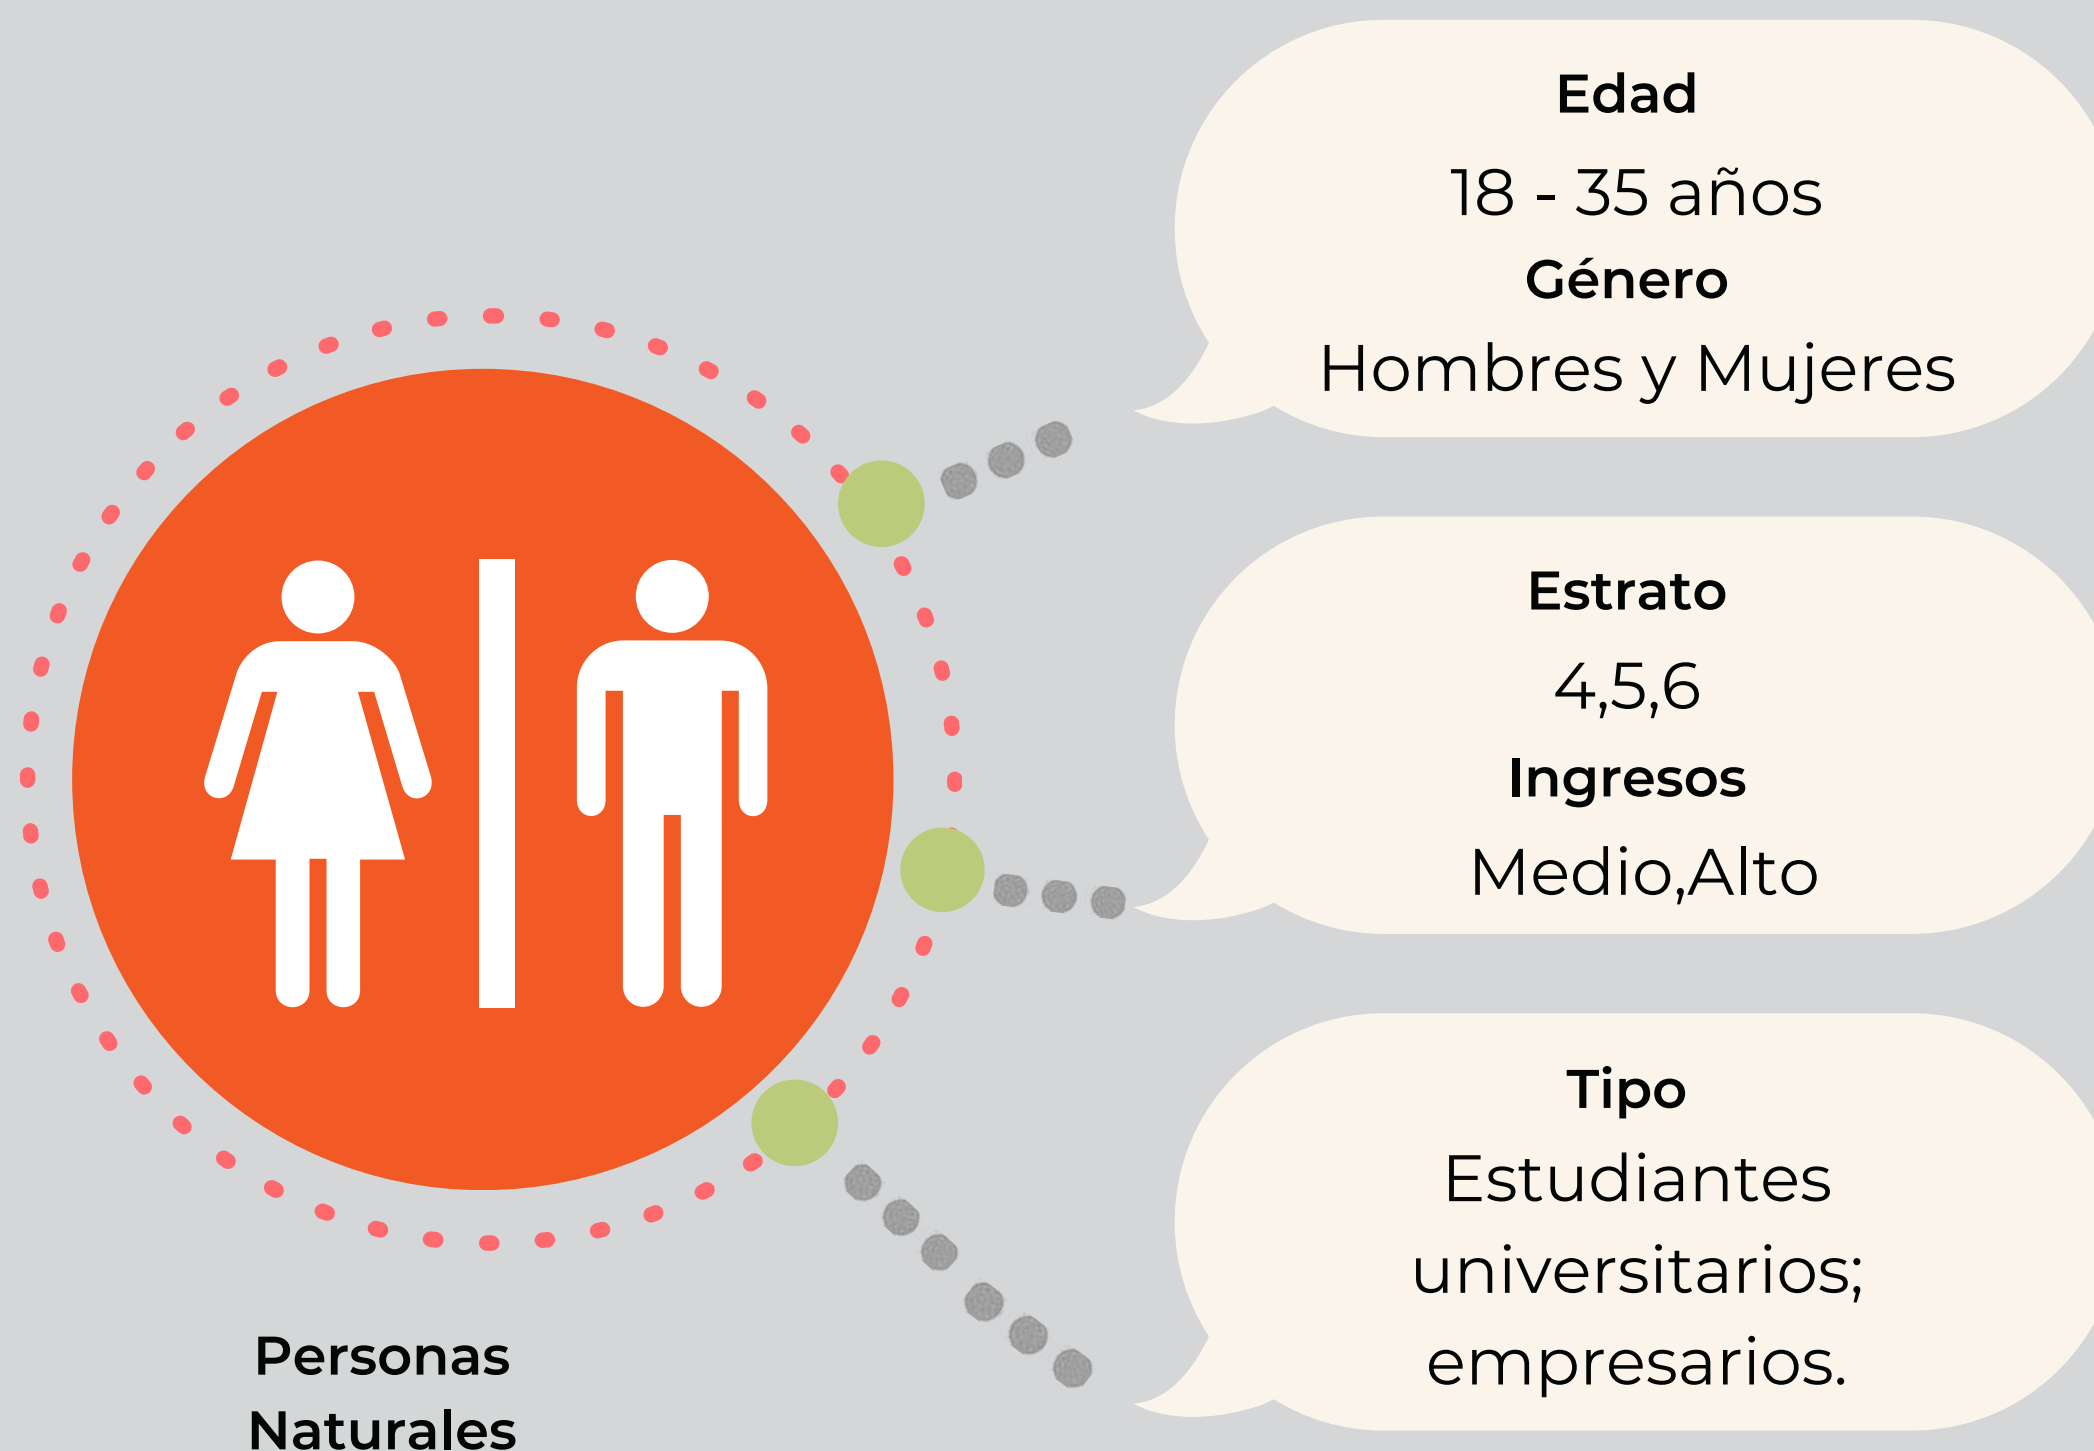 Edad
18 - 35 años
Género
Hombres y Mujeres
Estrato
4,5,6
Ingresos
Medio,Alto
Tipo
Estudiantes
universitarios;
empresarios.
Personas
Naturales